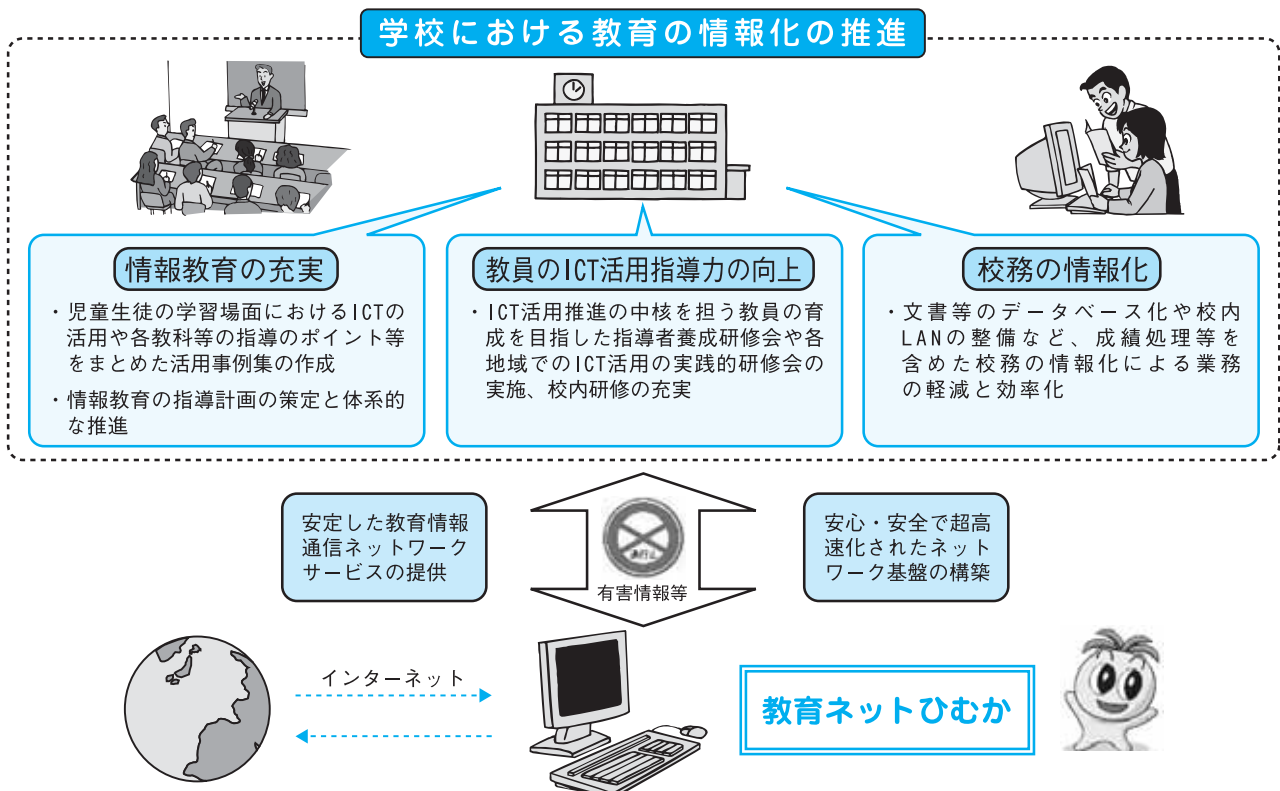 学校における教育の情報化の推進
情報教育の充実
・児童生徒の学習場面におけるICTの
活用や各教科等の指導のポイント等
をまとめた活用事例集の作成
・情報教育の指導計画の策定と体系的
な推進
教員のICT活用指導力の向上
・ICT活用推進の中核を担う教員の育
成を目指した指導者養成研修会や各
地域でのICT活用の実践的研修会の
実施、校内研修の充実
校務の情報化
・文書等のデータベース化や校内
LANの整備など、成績処理等を
含めた校務の情報化による業務
の軽減と効率化
安定した教育情報
通信ネットワーク
サービスの提供
通行止
有害情報等
安心・安全で超高
速化されたネット
ワーク基盤の構築
インターネット
教育ネットひむか